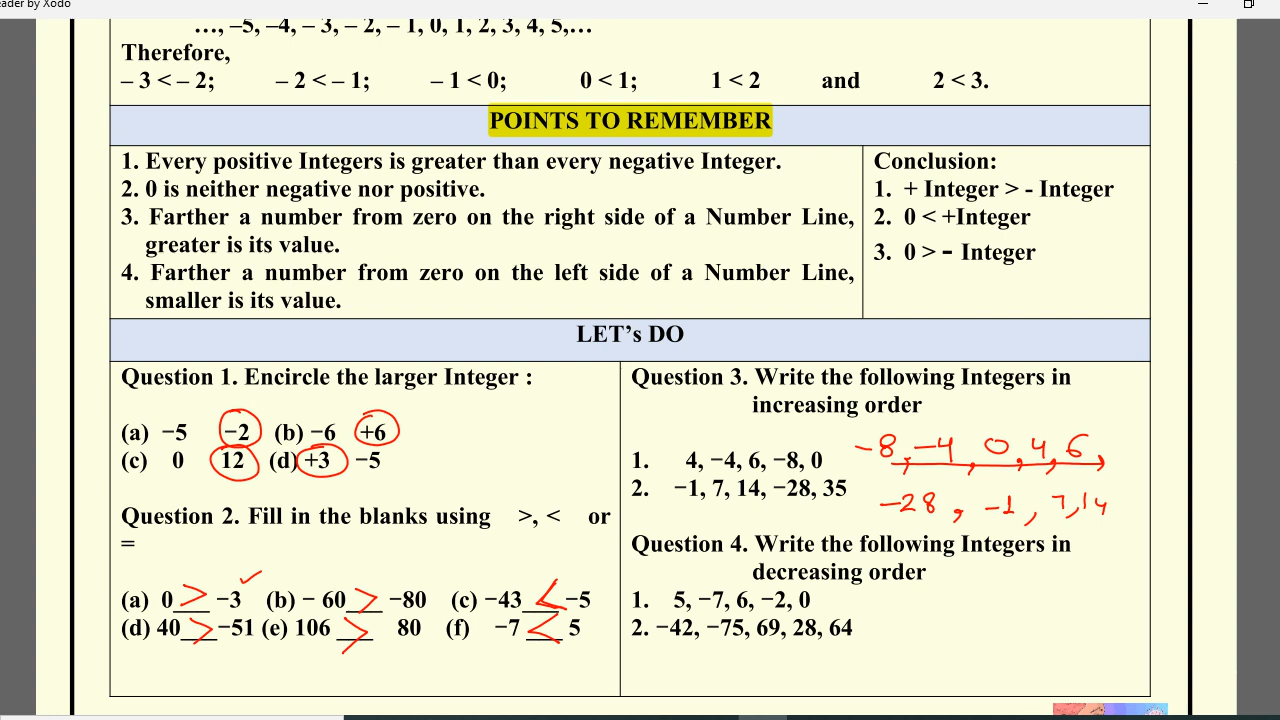 eader by Xodo
…, –5, –4, – 3, – 2, – 1, 0, 1, 2, 3, 4, 5,…
Therefore,
– 3 < – 2; – 2 < – 1; – 1 < 0; 0 < 1; 1 < 2 and 2 < 3.
POINTS TO REMEMBER
1. Every positive Integers is greater than every negative Integer.
2. 0 is neither negative nor positive.
3. Farther a number from zero on the right side of a Number Line,
greater is its value.
4. Farther a number from zero on the left side of a Number Line,
smaller is its value.
Conclusion:
1. + Integer > - Integer
2. 0 < +Integer
3. 0 > – Integer
LET’s DO
Question 1. Encircle the larger Integer :
(a) −5 −2 (b) −6 +6
(c) 0 12 (d) +3 −5
Question 2. Fill in the blanks using >, < or
=
(a) 0 > −3 (b) − 60 > −80 (c) −43 < −5
(d) 40 > −51 (e) 106 > 80 (f) −7 < 5
Question 3. Write the following Integers in
increasing order
1. 4, −4, 6, −8, 0
−8, −4, 0, 4, 6,
2. −1, 7, 14, −28, 35
−28, −1, 7, 14
Question 4. Write the following Integers in
decreasing order
1. 5, −7, 6, −2, 0
2. −42, −75, 69, 28, 64